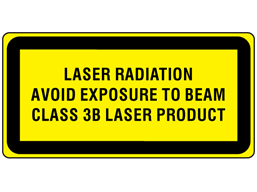 LASER RADIATION
AVOID EXPOSURE TO BEAM
CLASS 3B LASER PRODUCT